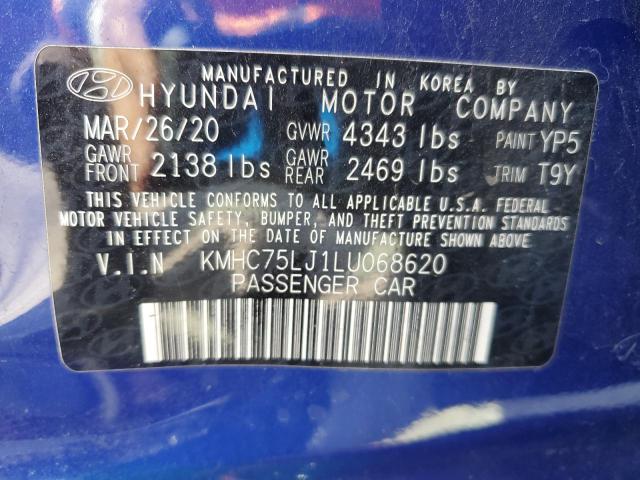 MANUFACTURED IN KOREA BY
HYUNDAI MOTOR COMPANY
MAR/26/20 GVWR 4343 lbs PAINT YP5
GAWR FRONT 2138 lbs GAWR REAR 2469 lbs TRIM T9Y
THIS VEHICLE CONFORMS TO ALL APPLICABLE U.S.A. FEDERAL
MOTOR VEHICLE SAFETY, BUMPER, AND THEFT PREVENTION STANDARDS
IN EFFECT ON THE DATE OF MANUFACTURE SHOWN ABOVE.
V.I.N KMHC75LJ1LU068620
PASSENGER CAR